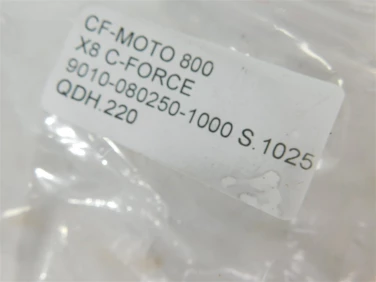 CF-MOTO 800
X8 C-FORCE
9010-080250-1000 S.1025
QDH.220